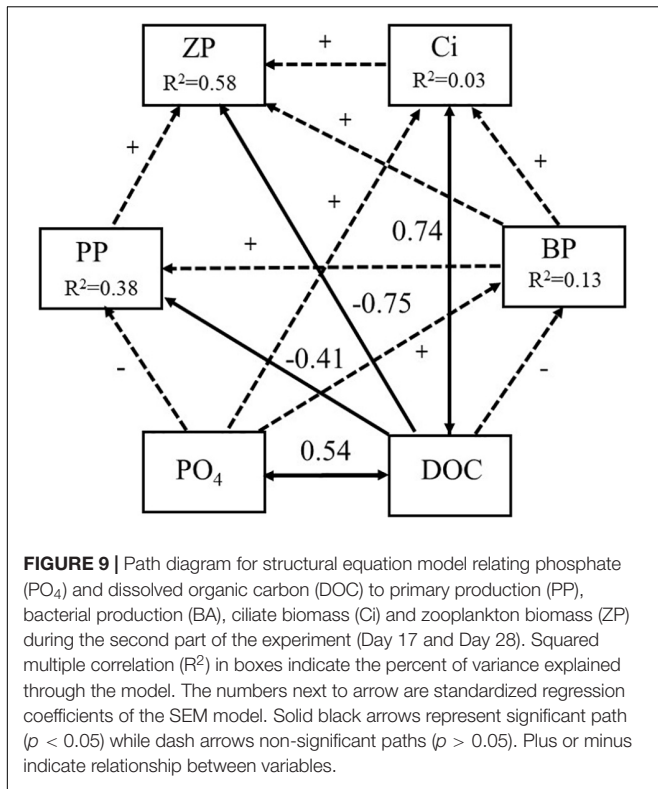 ZP
R²=0.58
+
Ci
R²=0.03
+
+
+
+
PP
R²=0.38
+
0.74
BP
R²=0.13
-0.75
-
-0.41
+
-
PO₄
0.54
DOC
FIGURE 9 | Path diagram for structural equation model relating phosphate
(PO₄) and dissolved organic carbon (DOC) to primary production (PP),
bacterial production (BA), ciliate biomass (Ci) and zooplankton biomass (ZP)
during the second part of the experiment (Day 17 and Day 28). Squared
multiple correlation (R²) in boxes indicate the percent of variance explained
through the model. The numbers next to arrow are standardized regression
coefficients of the SEM model. Solid black arrows represent significant path
(p < 0.05) while dash arrows non-significant paths (p > 0.05). Plus or minus
indicate relationship between variables.